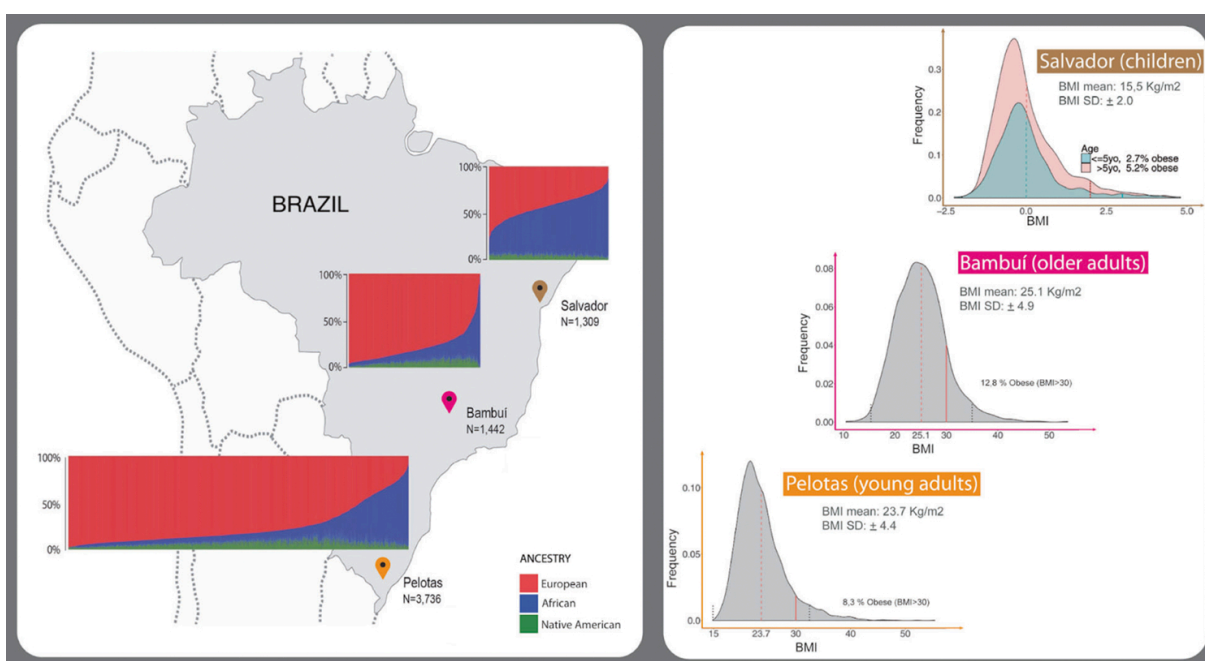 BRAZIL
100%
50%
0%
100%
50%
0%
Salvador
N=1,309
Bambuí
N=1,442
100%
50%
0%
Pelotas
N=3,736
ANCESTRY
European
African
Native American
Salvador (children)
BMI mean: 15,5 Kg/m2
BMI SD: ± 2.0
Frequency
0.3
0.2
0.1
0.0
Age
<=5yo, 2.7% obese
>5yo, 5.2% obese
−2.5 0.0 2.5 5.0
BMI
Bambuí (older adults)
BMI mean: 25.1 Kg/m2
BMI SD: ± 4.9
Frequency
0.08
0.06
0.04
0.02
0.00
12,8 % Obese (BMI>30)
10 20 25.1 30 40 50
BMI
Pelotas (young adults)
BMI mean: 23.7 Kg/m2
BMI SD: ± 4.4
Frequency
0.10
0.05
0.00
8,3 % Obese (BMI>30)
15 23.7 30 40 50
BMI